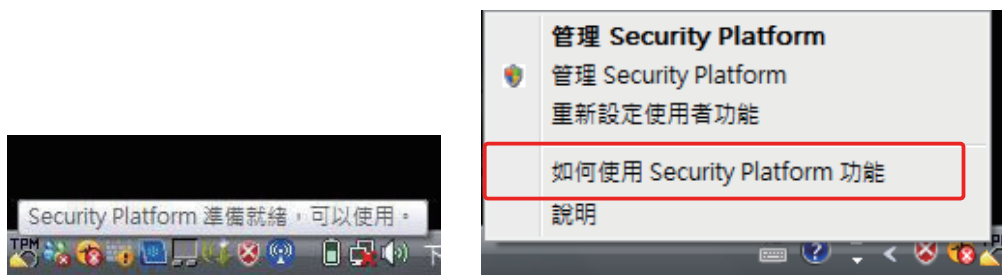 Security Platform 準備就緒，可以使用。
TPM
下
管理 Security Platform
管理 Security Platform
重新設定使用者功能
如何使用 Security Platform 功能
說明